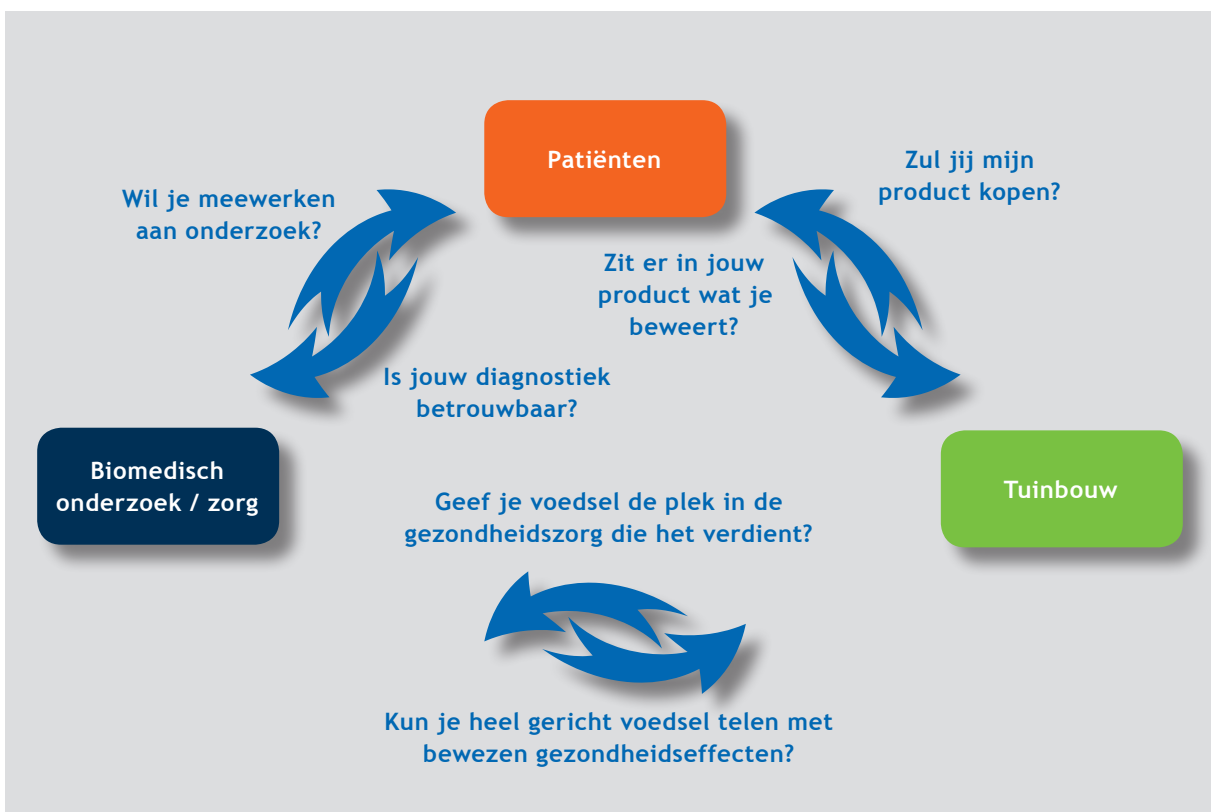 Patiënten
Zul jij mijn
product kopen?
Wil je meewerken
aan onderzoek?
Zit er in jouw
product wat je
beweert?
Is jouw diagnostiek
betrouwbaar?
Biomedisch
onderzoek / zorg
Tuinbouw
Geef je voedsel de plek in de
gezondheidszorg die het verdient?
Kun je heel gericht voedsel telen met
bewezen gezondheidseffecten?